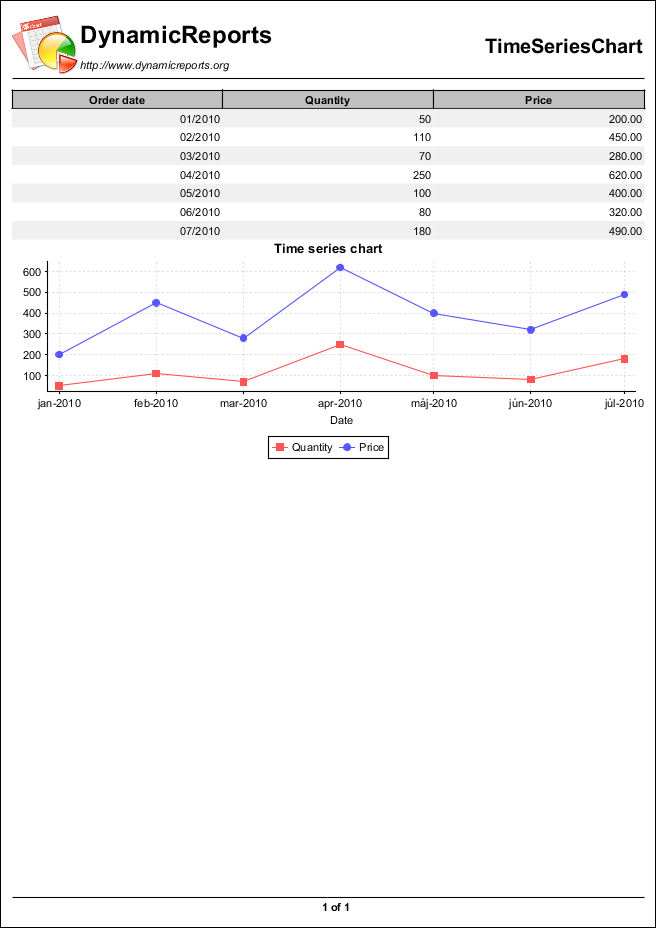 DynamicReports
http://www.dynamicreports.org
TimeSeriesChart
Order date Quantity Price
01/2010 50 200.00
02/2010 110 450.00
03/2010 70 280.00
04/2010 250 620.00
05/2010 100 400.00
06/2010 80 320.00
07/2010 180 490.00
Time series chart
600
500
400
300
200
100
jan-2010 feb-2010 mar-2010 apr-2010 máj-2010 jún-2010 júl-2010
Date
Quantity Price
1 of 1